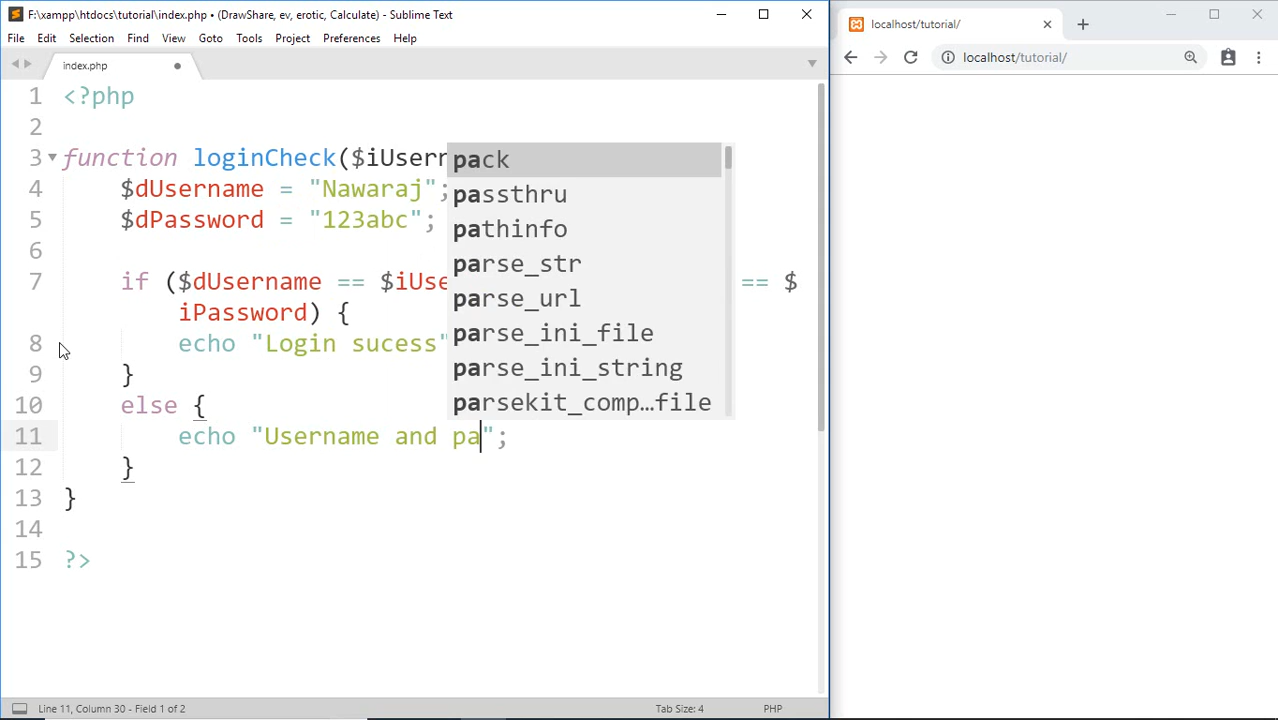 F:\xampp\htdocs\tutorial\index.php • (DrawShare, ev, erotic, Calculate) - Sublime Text
File Edit Selection Find View Goto Tools Project Preferences Help
index.php
1 <?php
2
3 function loginCheck($iUsern
4 $dUsername = "Nawaraj";
5 $dPassword = "123abc";
6
7 if ($dUsername == $iUse == $
iPassword) {
8 echo "Login sucess"
9 }
10 else {
11 echo "Username and pa";
12 }
13 }
14
15 ?>
pack
passthru
pathinfo
parse_str
parse_url
parse_ini_file
parse_ini_string
parsekit_comp…file
Line 11, Column 30 - Field 1 of 2
Tab Size: 4
PHP
localhost/tutorial/
localhost/tutorial/